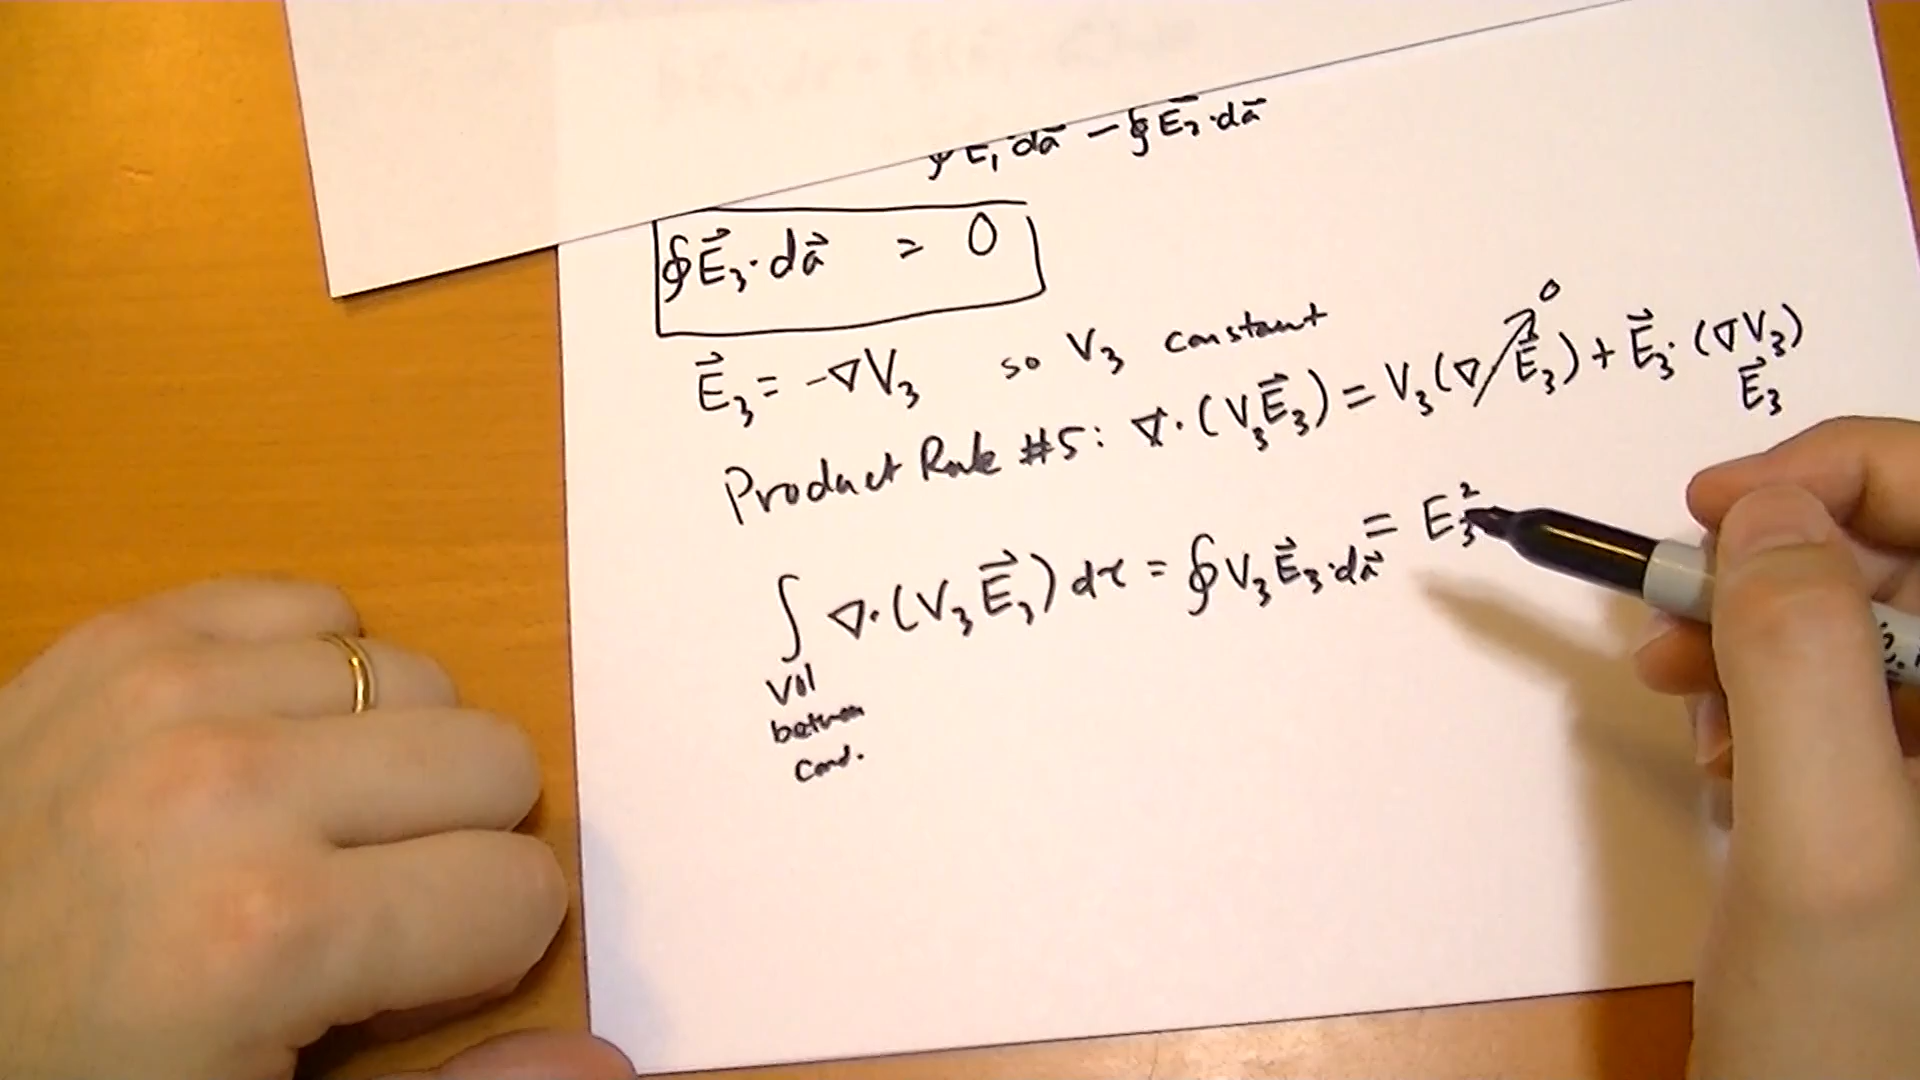 ∮E₁ da⃗ − ∮E⃗₂·da⃗
∮E⃗₃·da⃗ = 0
E⃗₃ = -∇V₃ so V₃ constant
Product Rule #5: ∇·(V₃E⃗₃) = V₃(∇·E⃗₃) + E⃗₃·(∇V₃)
0
E⃗₃
= E₃²
∫ ∇·(V₃E⃗₃)dτ = ∮V₃E⃗₃·da⃗
Vol
between
Cond.